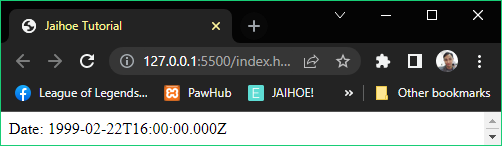 Jaihoe Tutorial
127.0.0.1:5500/index.h...
League of Legends...
PawHub
E JAIHOE!
»
Other bookmarks
Date: 1999-02-22T16:00:00.000Z